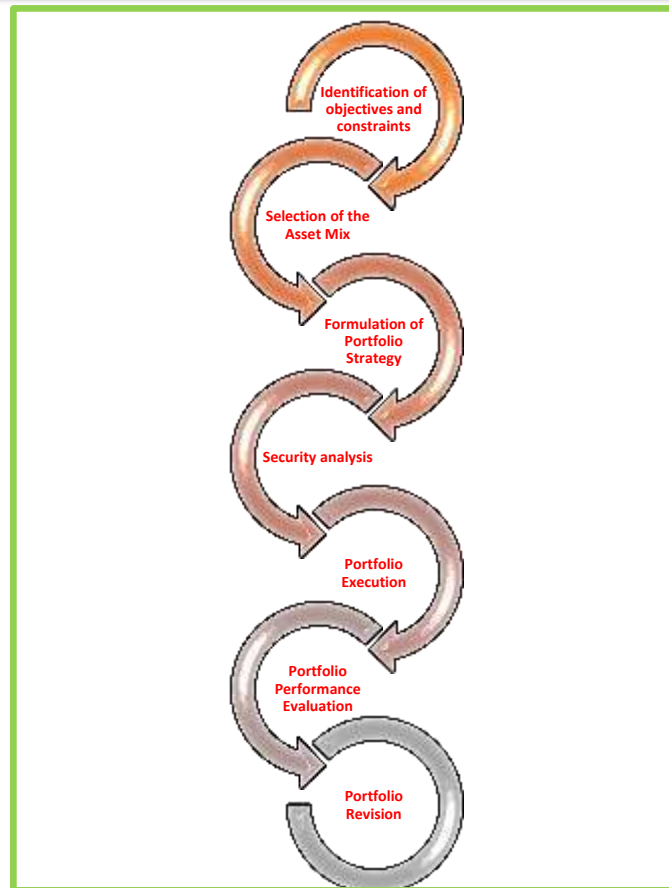 Identification of
objectives and
constraints
Selection of the
Asset Mix
Formulation of
Portfolio
Strategy
Security analysis
Portfolio
Execution
Portfolio
Performance
Evaluation
Portfolio
Revision